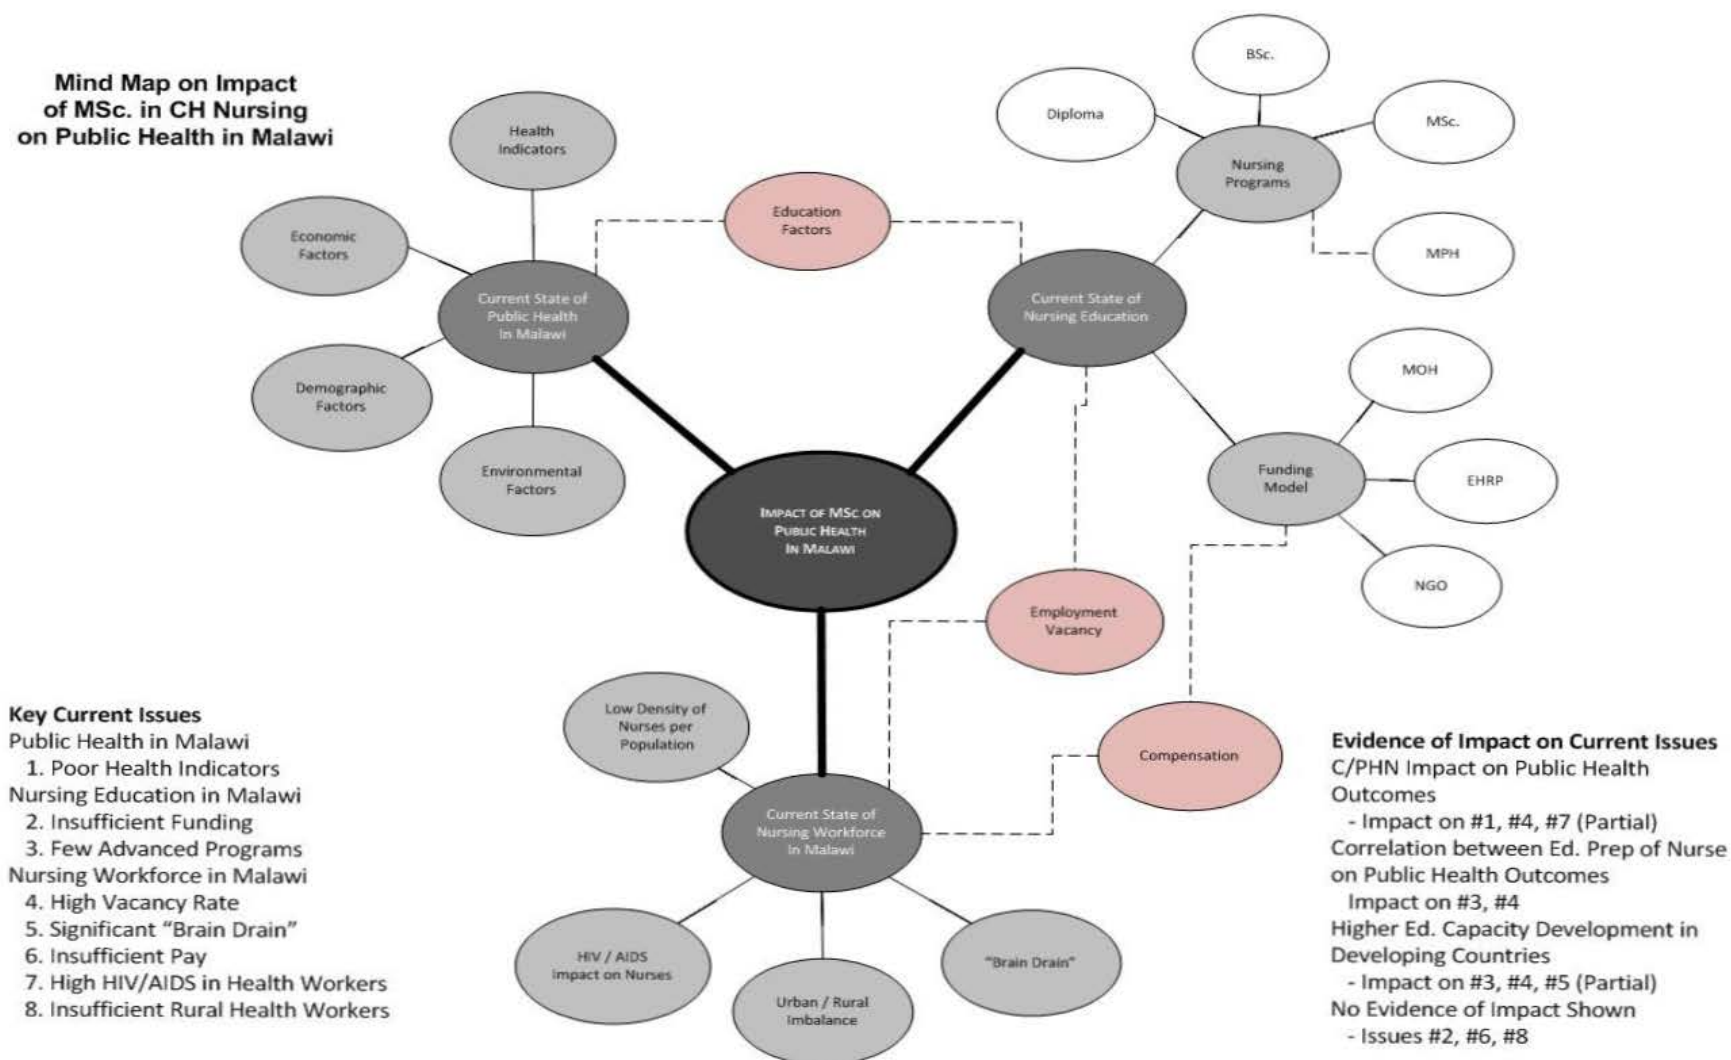 Mind Map on Impact
of MSc. in CH Nursing
on Public Health in Malawi
Health
Indicators
Economic
Factors
Current State of
Public Health
In Malawi
Demographic
Factors
Environmental
Factors
Education
Factors
BSc.
Diploma
MSc.
Nursing
Programs
MPH
Current State of
Nursing Education
MOH
Funding
Model
EHRP
NGO
IMPACT OF MSC ON
PUBLIC HEALTH
IN MALAWI
Employment
Vacancy
Compensation
Low Density of
Nurses per
Population
Current State of
Nursing Workforce
In Malawi
HIV / AIDS
Impact on Nurses
Urban / Rural
Imbalance
"Brain Drain"
Key Current Issues
Public Health in Malawi
1. Poor Health Indicators
Nursing Education in Malawi
2. Insufficient Funding
3. Few Advanced Programs
Nursing Workforce in Malawi
4. High Vacancy Rate
5. Significant “Brain Drain”
6. Insufficient Pay
7. High HIV/AIDS in Health Workers
8. Insufficient Rural Health Workers
Evidence of Impact on Current Issues
C/PHN Impact on Public Health
Outcomes
- Impact on #1, #4, #7 (Partial)
Correlation between Ed. Prep of Nurse
on Public Health Outcomes
Impact on #3, #4
Higher Ed. Capacity Development in
Developing Countries
- Impact on #3, #4, #5 (Partial)
No Evidence of Impact Shown
- Issues #2, #6, #8